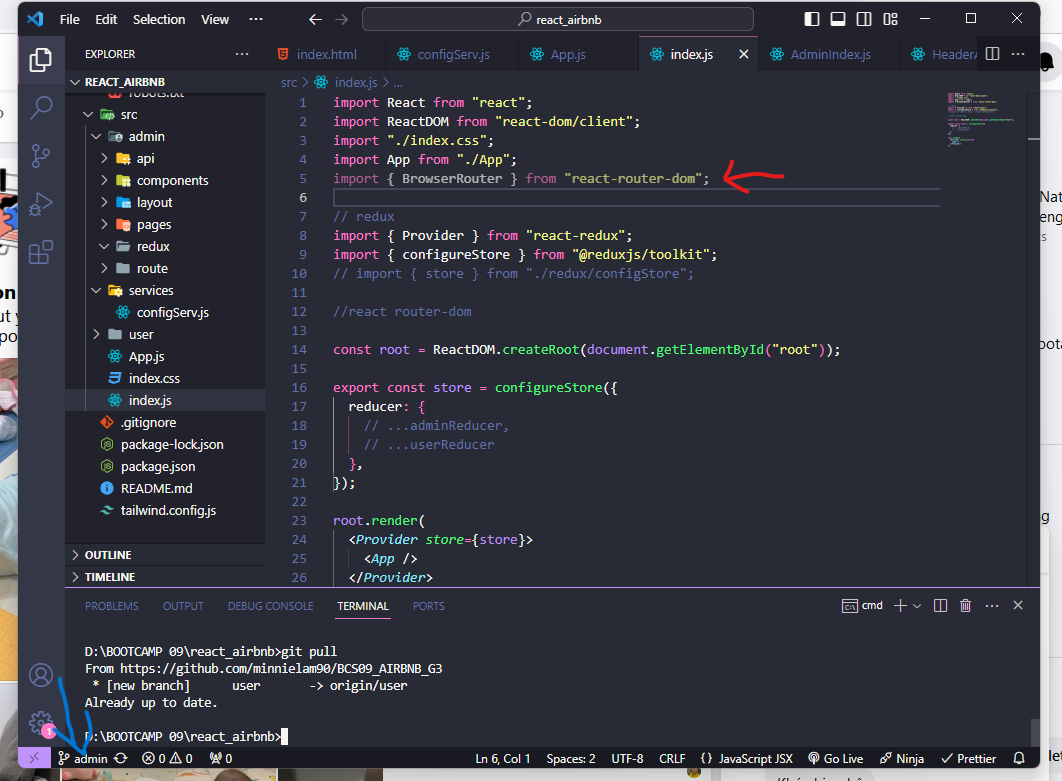 File Edit Selection View ··· react_airbnb
EXPLORER ···
index.html configServ.js App.js index.js AdminIndex.js HeaderA ···
REACT_AIRBNB
src > index.js > ...
robots.txt
src
admin
api
components
layout
pages
redux
route
services
configServ.js
user
App.js
index.css
index.js
.gitignore
package-lock.json
package.json
README.md
tailwind.config.js
OUTLINE
TIMELINE
1 import React from "react";
2 import ReactDOM from "react-dom/client";
3 import "./index.css";
4 import App from "./App";
5 import { BrowserRouter } from "react-router-dom";
6
7 // redux
8 import { Provider } from "react-redux";
9 import { configureStore } from "@reduxjs/toolkit";
10 // import { store } from "./redux/configStore";
11
12 //react router-dom
13
14 const root = ReactDOM.createRoot(document.getElementById("root"));
15
16 export const store = configureStore({
17 reducer: {
18 // ...adminReducer,
19 // ...userReducer
20 },
21 });
22
23 root.render(
24 <Provider store={store}>
25 <App />
26 </Provider>
PROBLEMS OUTPUT DEBUG CONSOLE TERMINAL PORTS cmd ···
D:\BOOTCAMP 09\react_airbnb>git pull
From https://github.com/minnielam90/BCS09_AIRBNB_G3
* [new branch] user -> origin/user
Already up to date.
D:\BOOTCAMP 09\react_airbnb>
1
admin 0 0 0 Ln 6, Col 1 Spaces: 2 UTF-8 CRLF {} JavaScript JSX Go Live Ninja Prettier